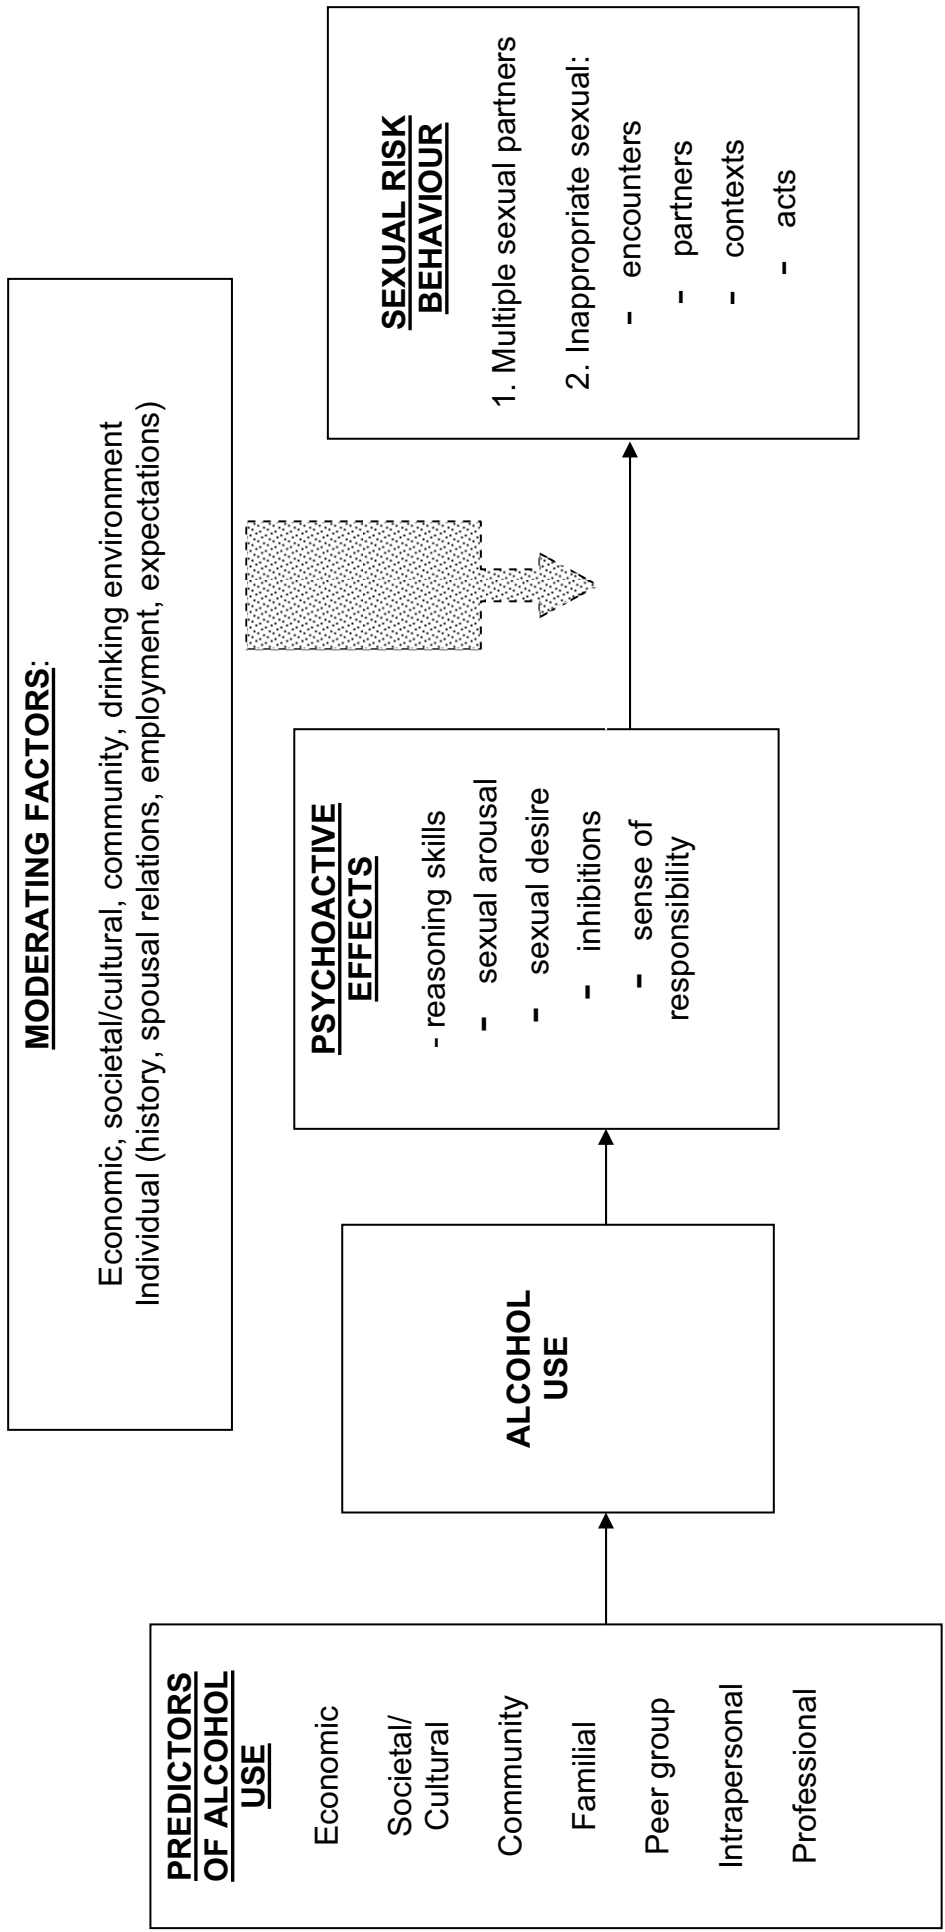 MODERATING FACTORS:
Economic, societal/cultural, community, drinking environment
Individual (history, spousal relations, employment, expectations)
PREDICTORS
OF ALCOHOL
USE
Economic
Societal/
Cultural
Community
Familial
Peer group
Intrapersonal
Professional
ALCOHOL
USE
PSYCHOACTIVE
EFFECTS
- reasoning skills
- sexual arousal
- sexual desire
- inhibitions
- sense of
responsibility
SEXUAL RISK
BEHAVIOUR
1. Multiple sexual partners
2. Inappropriate sexual:
- encounters
- partners
- contexts
- acts